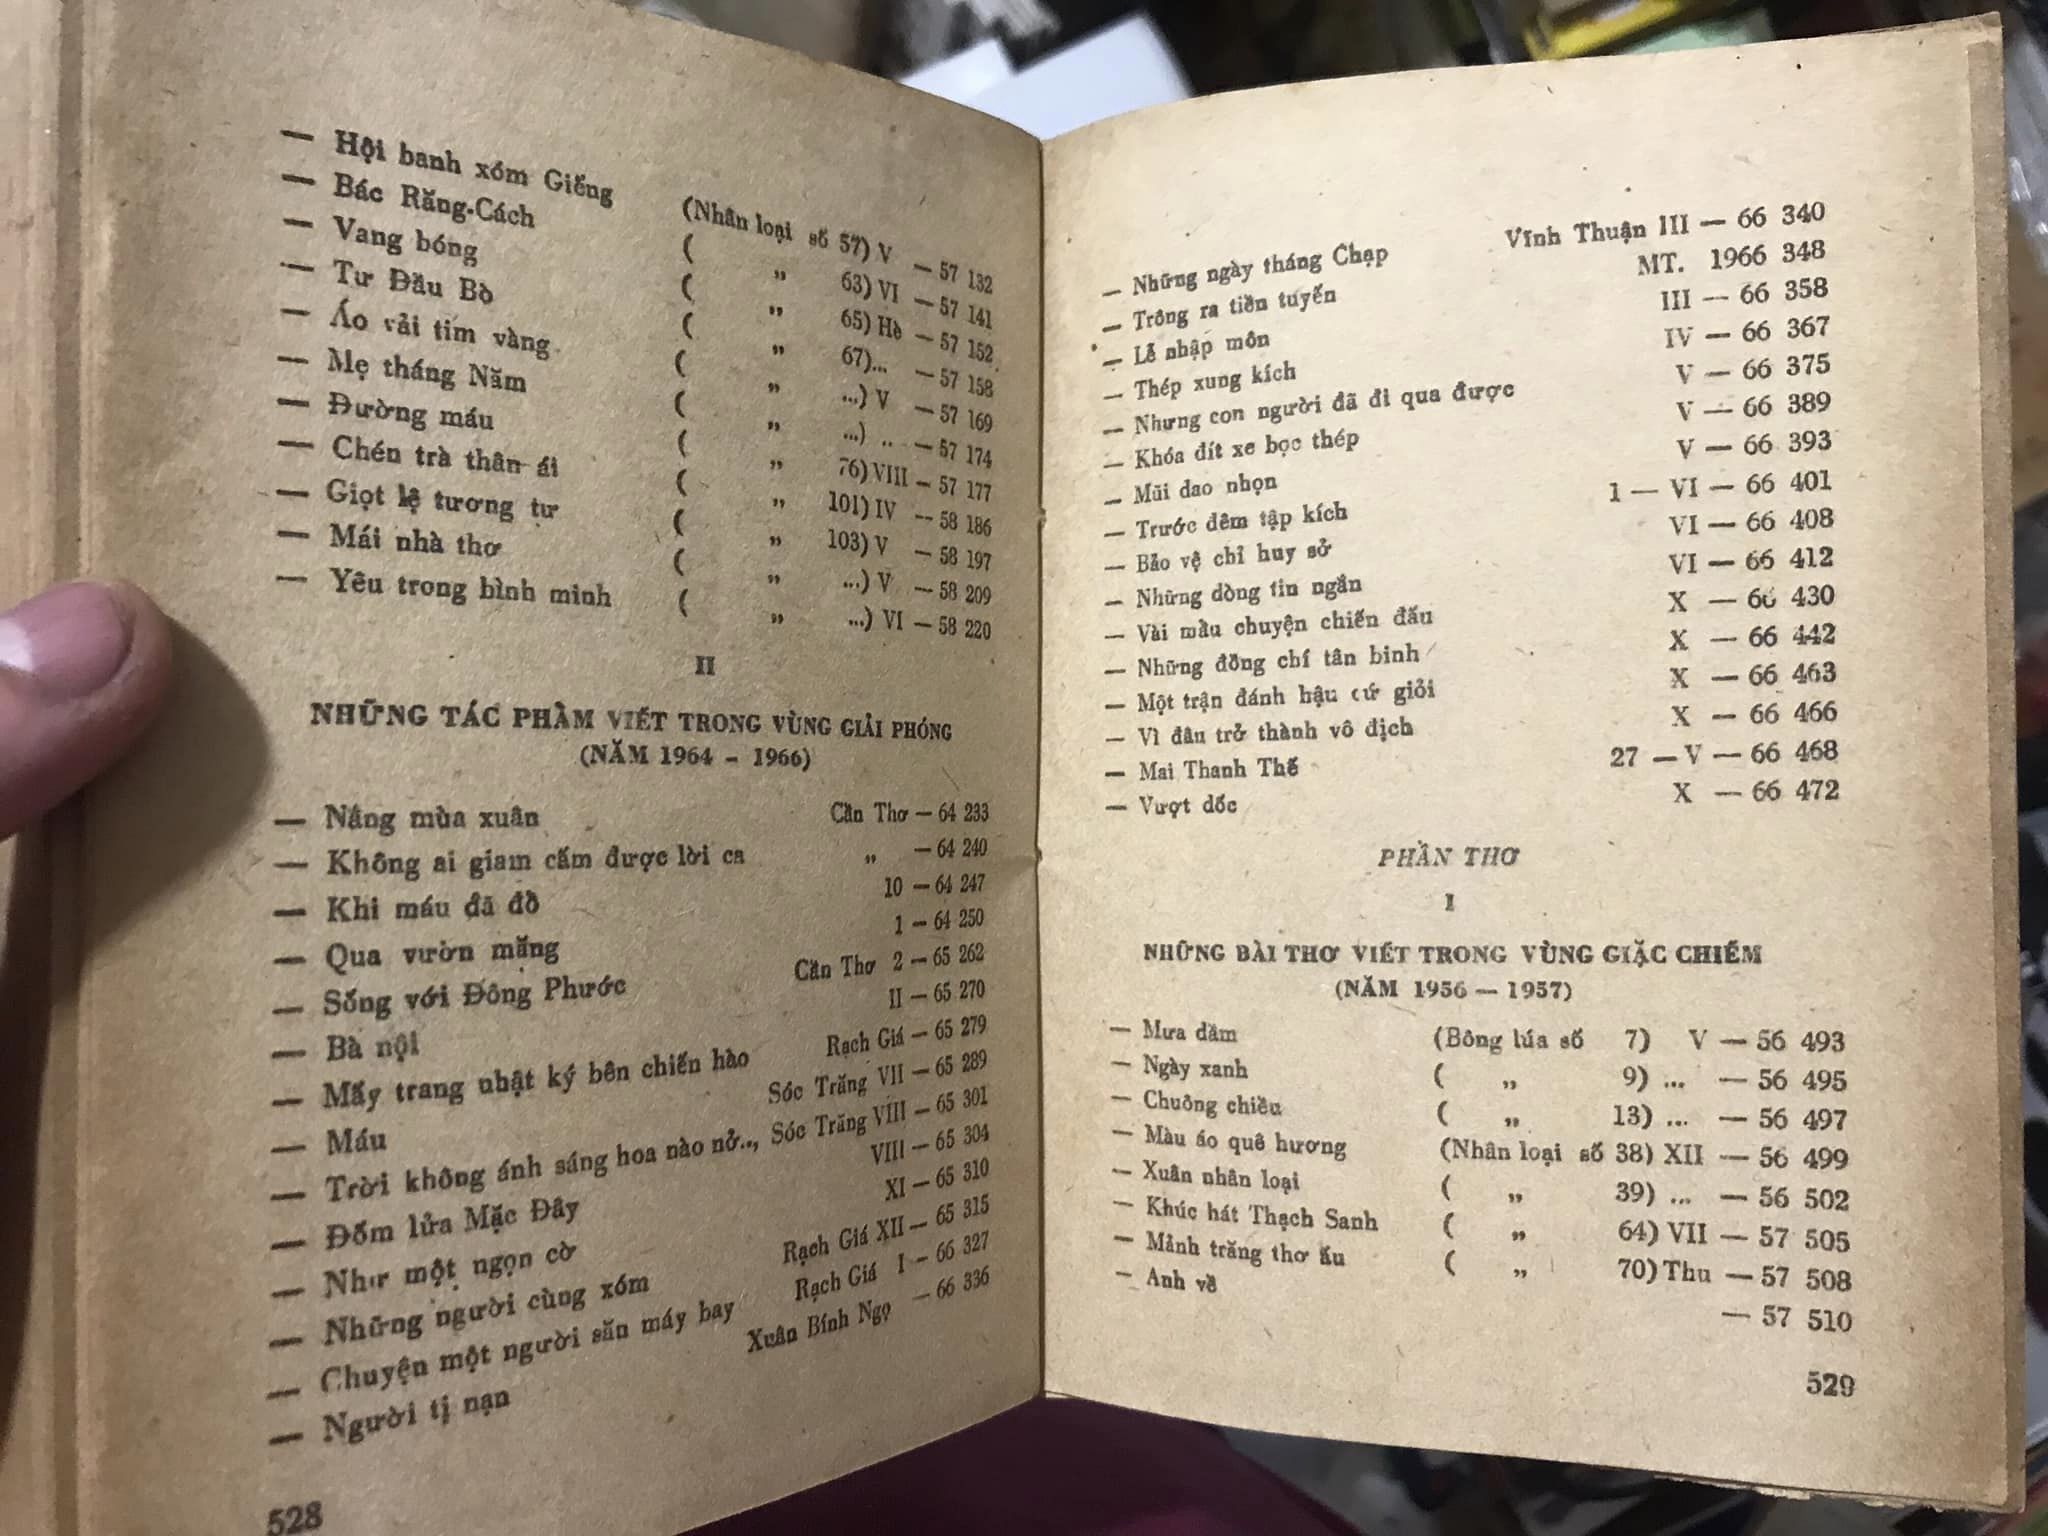 — Hội banh xóm Giếng (Nhân loại số 57) V — 57 132
— Bác Răng-Cách ( „ 63) VI — 57 141
— Vang bóng ( „ 65) Hè — 57 152
— Tư Đầu Bò ( „ 67)... — 57 158
— Áo vải tim vàng ( „ ...) V — 57 169
— Mẹ tháng Năm ( „ ...) .. — 57 174
— Đường máu ( „ 76) VIII — 57 177
— Chén trà thân ái ( „ 101) IV — 58 186
— Giọt lệ tương tư ( „ 103) V — 58 197
— Mái nhà thơ ( „ ...) V — 58 209
— Yêu trong bình minh ( „ ...) VI — 58 220
II
NHỮNG TÁC PHẨM VIẾT TRONG VÙNG GIẢI PHÓNG
(NĂM 1964 - 1966)
— Nắng mùa xuân Cần Thơ — 64 233
— Không ai giam cấm được lời ca „ — 64 240
— Khi máu đã đổ 10 — 64 247
— Qua vườn măng 1 — 64 250
— Sống với Đông Phước Cần Thơ 2 — 65 262
— Bà nội II — 65 270
— Mấy trang nhật ký bên chiến hào Rạch Giá — 65 279
— Máu Sóc Trăng VII — 65 289
— Trời không ánh sáng hoa nào nở.., Sóc Trăng VIII — 65 301
— Đốm lửa Mặc Đây VIII — 65 304
— Như một ngọn cờ XI — 65 310
— Những người cùng xóm Rạch Giá XII — 65 315
— Chuyện một người săn máy bay Rạch Giá I — 66 327
— Người tị nạn Xuân Bính Ngọ — 66 336
528
— Những ngày tháng Chạp Vĩnh Thuận III — 66 340
— Trông ra tiền tuyến MT. 1966 348
— Lễ nhập môn III — 66 358
— Thép xung kích IV — 66 367
— Nhưng con người đã đi qua được V — 66 375
— Khóa đít xe bọc thép V — 66 389
— Mũi dao nhọn V — 66 393
— Trước đêm tập kích 1 — VI — 66 401
— Bảo vệ chỉ huy sở VI — 66 408
— Những dòng tin ngắn VI — 66 412
— Vài mẩu chuyện chiến đấu X — 66 430
— Những đồng chí tân binh X — 66 442
— Một trận đánh hậu cứ giỏi X — 66 463
— Vì đâu trở thành vô địch X — 66 466
— Mai Thanh Thế 27 — V — 66 468
— Vượt dốc X — 66 472
PHẦN THƠ
I
NHỮNG BÀI THƠ VIẾT TRONG VÙNG GIẶC CHIẾM
(NĂM 1956 — 1957)
— Mưa dầm (Bông lúa số 7) V — 56 493
— Ngày xanh ( „ 9) ... — 56 495
— Chuông chiều ( „ 13) ... — 56 497
— Màu áo quê hương (Nhân loại số 38) XII — 56 499
— Xuân nhân loại ( „ 39) ... — 56 502
— Khúc hát Thạch Sanh ( „ 64) VII — 57 505
— Mảnh trăng thơ ấu ( „ 70) Thu — 57 508
— Anh về — 57 510
529